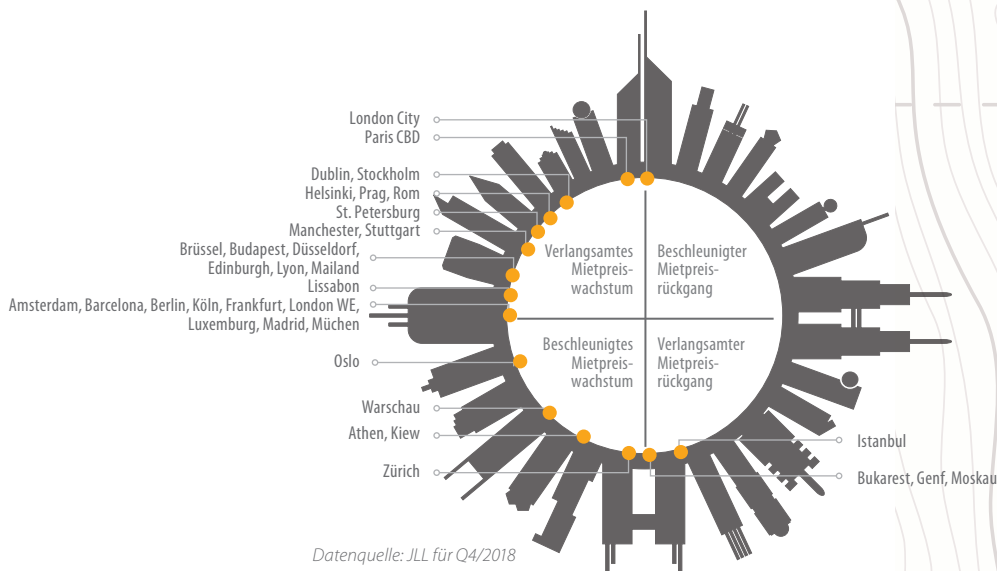 London City
Paris CBD
Dublin, Stockholm
Helsinki, Prag, Rom
St. Petersburg
Manchester, Stuttgart
Brüssel, Budapest, Düsseldorf,
Edinburgh, Lyon, Mailand
Lissabon
Amsterdam, Barcelona, Berlin, Köln, Frankfurt, London WE,
Luxemburg, Madrid, Müchen
Oslo
Warschau
Athen, Kiew
Zürich
Verlangsamtes
Mietpreis-
wachstum
Beschleunigter
Mietpreis-
rückgang
Beschleunigtes
Mietpreis-
wachstum
Verlangsamter
Mietpreis-
rückgang
Istanbul
Bukarest, Genf, Moskau
Datenquelle: JLL für Q4/2018